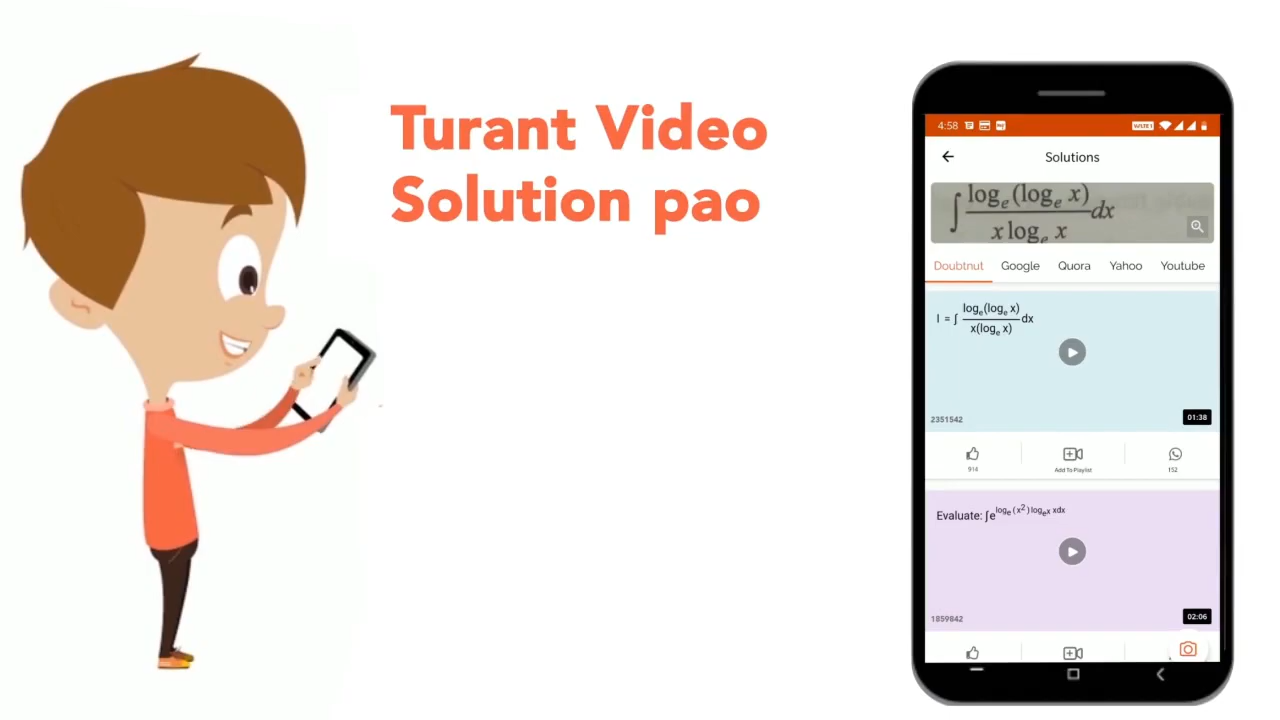 Turant Video
Solution pao
4:58
Solutions
∫ logₑ(logₑ x) / x logₑ x dx
Doubtnut Google Quora Yahoo Youtube
I = ∫ logₑ(logₑ x) / x(logₑ x) dx
2351542 01:38
914 Add To Playlist 152
Evaluate: ∫e^logₑ(x²)logₑx xdx
1859842 02:06